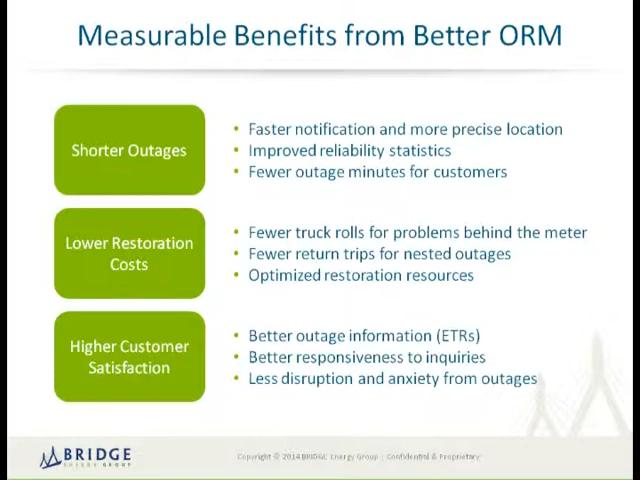 Measurable Benefits from Better ORM
Shorter Outages
• Faster notification and more precise location
• Improved reliability statistics
• Fewer outage minutes for customers
Lower Restoration
Costs
• Fewer truck rolls for problems behind the meter
• Fewer return trips for nested outages
• Optimized restoration resources
Higher Customer
Satisfaction
• Better outage information (ETRs)
• Better responsiveness to inquiries
• Less disruption and anxiety from outages
BRIDGE
ENERGY GROUP
Copyright © 2014 BRIDGE Energy Group | Confidential & Proprietary